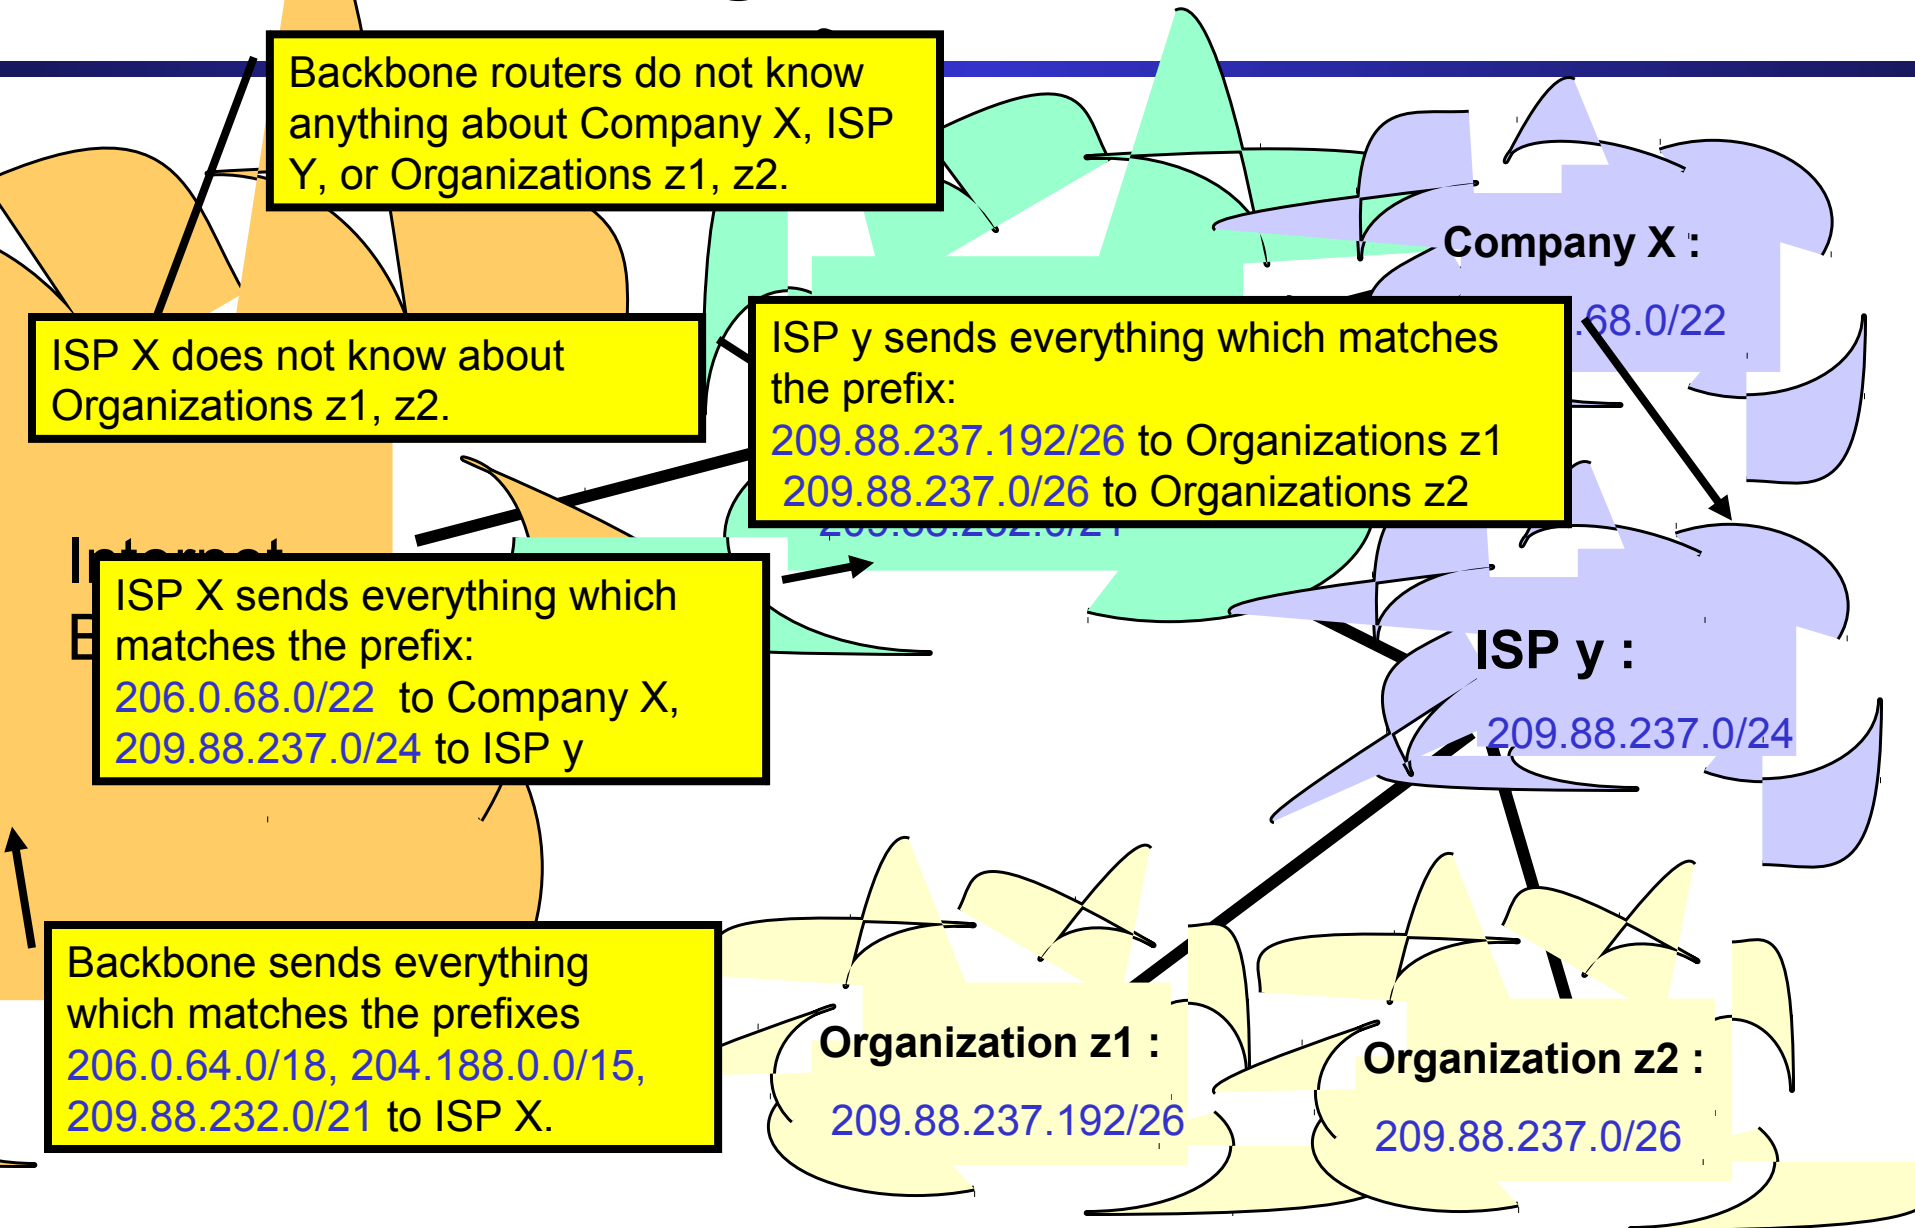 Backbone routers do not know
anything about Company X, ISP
Y, or Organizations z1, z2.
Company X :
.68.0/22
ISP X does not know about
Organizations z1, z2.
ISP y sends everything which matches
the prefix:
209.88.237.192/26 to Organizations z1
209.88.237.0/26 to Organizations z2
Internet
ISP X sends everything which
matches the prefix:
206.0.68.0/22 to Company X,
209.88.237.0/24 to ISP y
ISP y :
209.88.237.0/24
Backbone sends everything
which matches the prefixes
206.0.64.0/18, 204.188.0.0/15,
209.88.232.0/21 to ISP X.
Organization z1 :
209.88.237.192/26
Organization z2 :
209.88.237.0/26